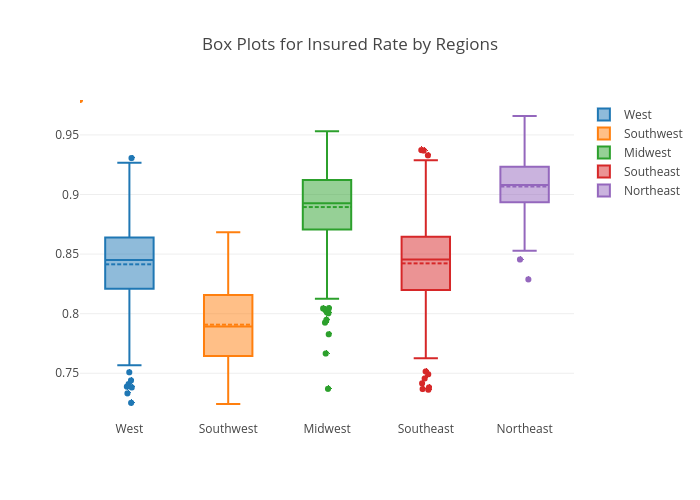 Box Plots for Insured Rate by Regions
0.95
0.9
0.85
0.8
0.75
West
Southwest
Midwest
Southeast
Northeast
West
Southwest
Midwest
Southeast
Northeast